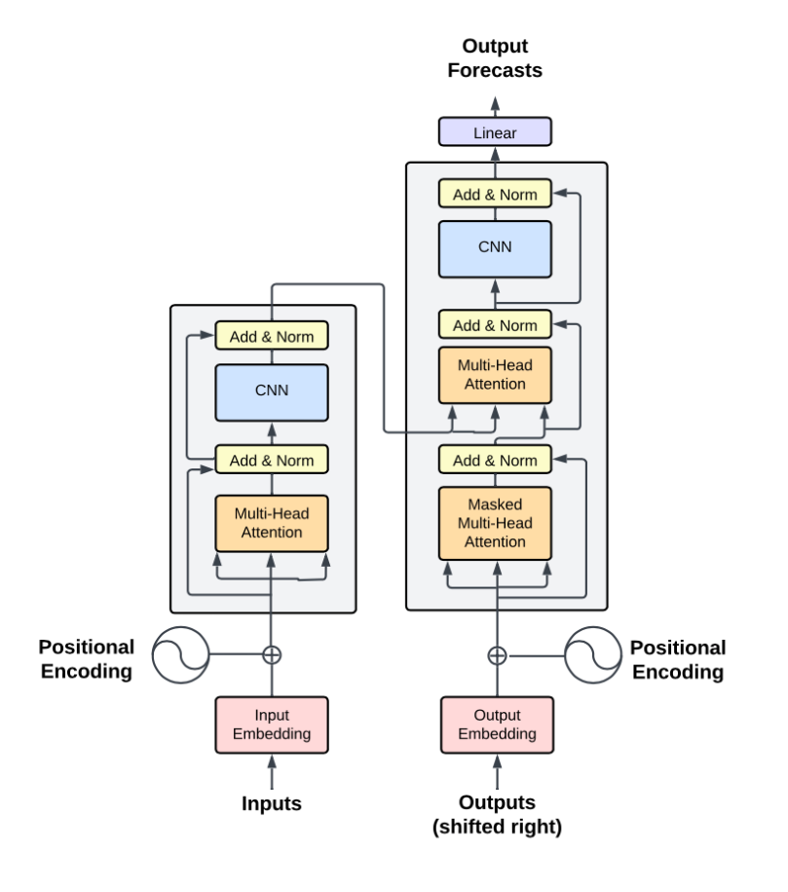 Output
Forecasts
Linear
Add & Norm
CNN
Add & Norm
Multi-Head
Attention
Add & Norm
Masked
Multi-Head
Attention
Add & Norm
CNN
Add & Norm
Multi-Head
Attention
Positional
Encoding
Positional
Encoding
Input
Embedding
Output
Embedding
Inputs
Outputs
(shifted right)